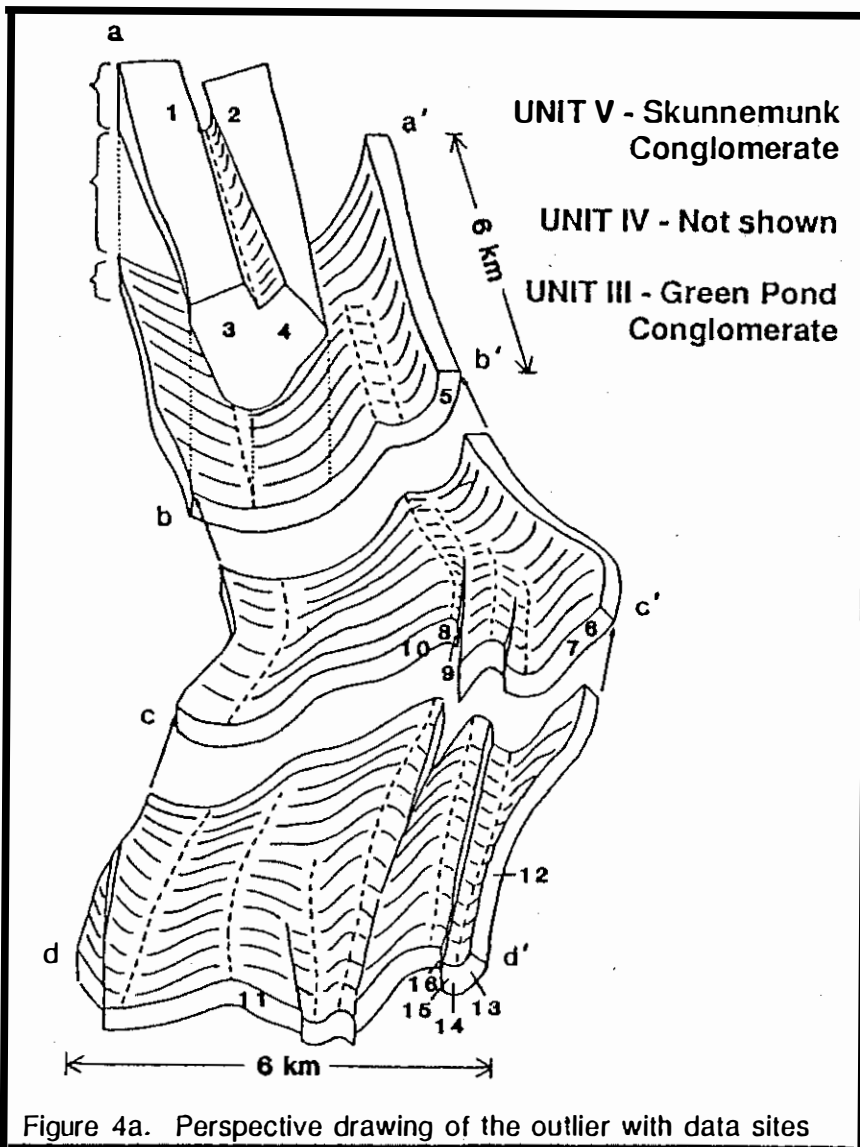 a
1
2
a'
UNIT V - Skunnemunk
Conglomerate
6 km
UNIT IV - Not shown
UNIT III - Green Pond
Conglomerate
3
4
b'
5
b
c'
6
7
8
10
9
c
12
d
d'
16
11
15
13
14
6 km
Figure 4a. Perspective drawing of the outlier with data sites